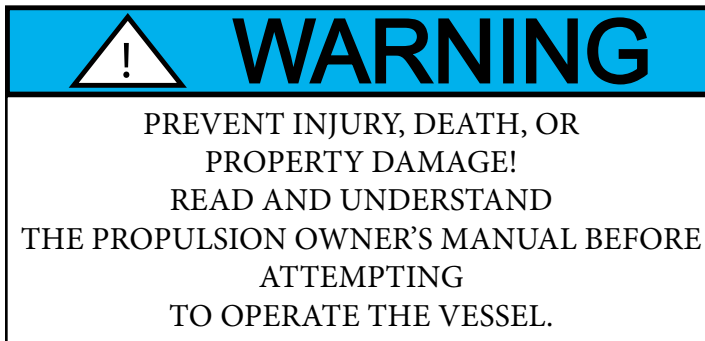 ! WARNING
PREVENT INJURY, DEATH, OR
PROPERTY DAMAGE!
READ AND UNDERSTAND
THE PROPULSION OWNER’S MANUAL BEFORE
ATTEMPTING
TO OPERATE THE VESSEL.